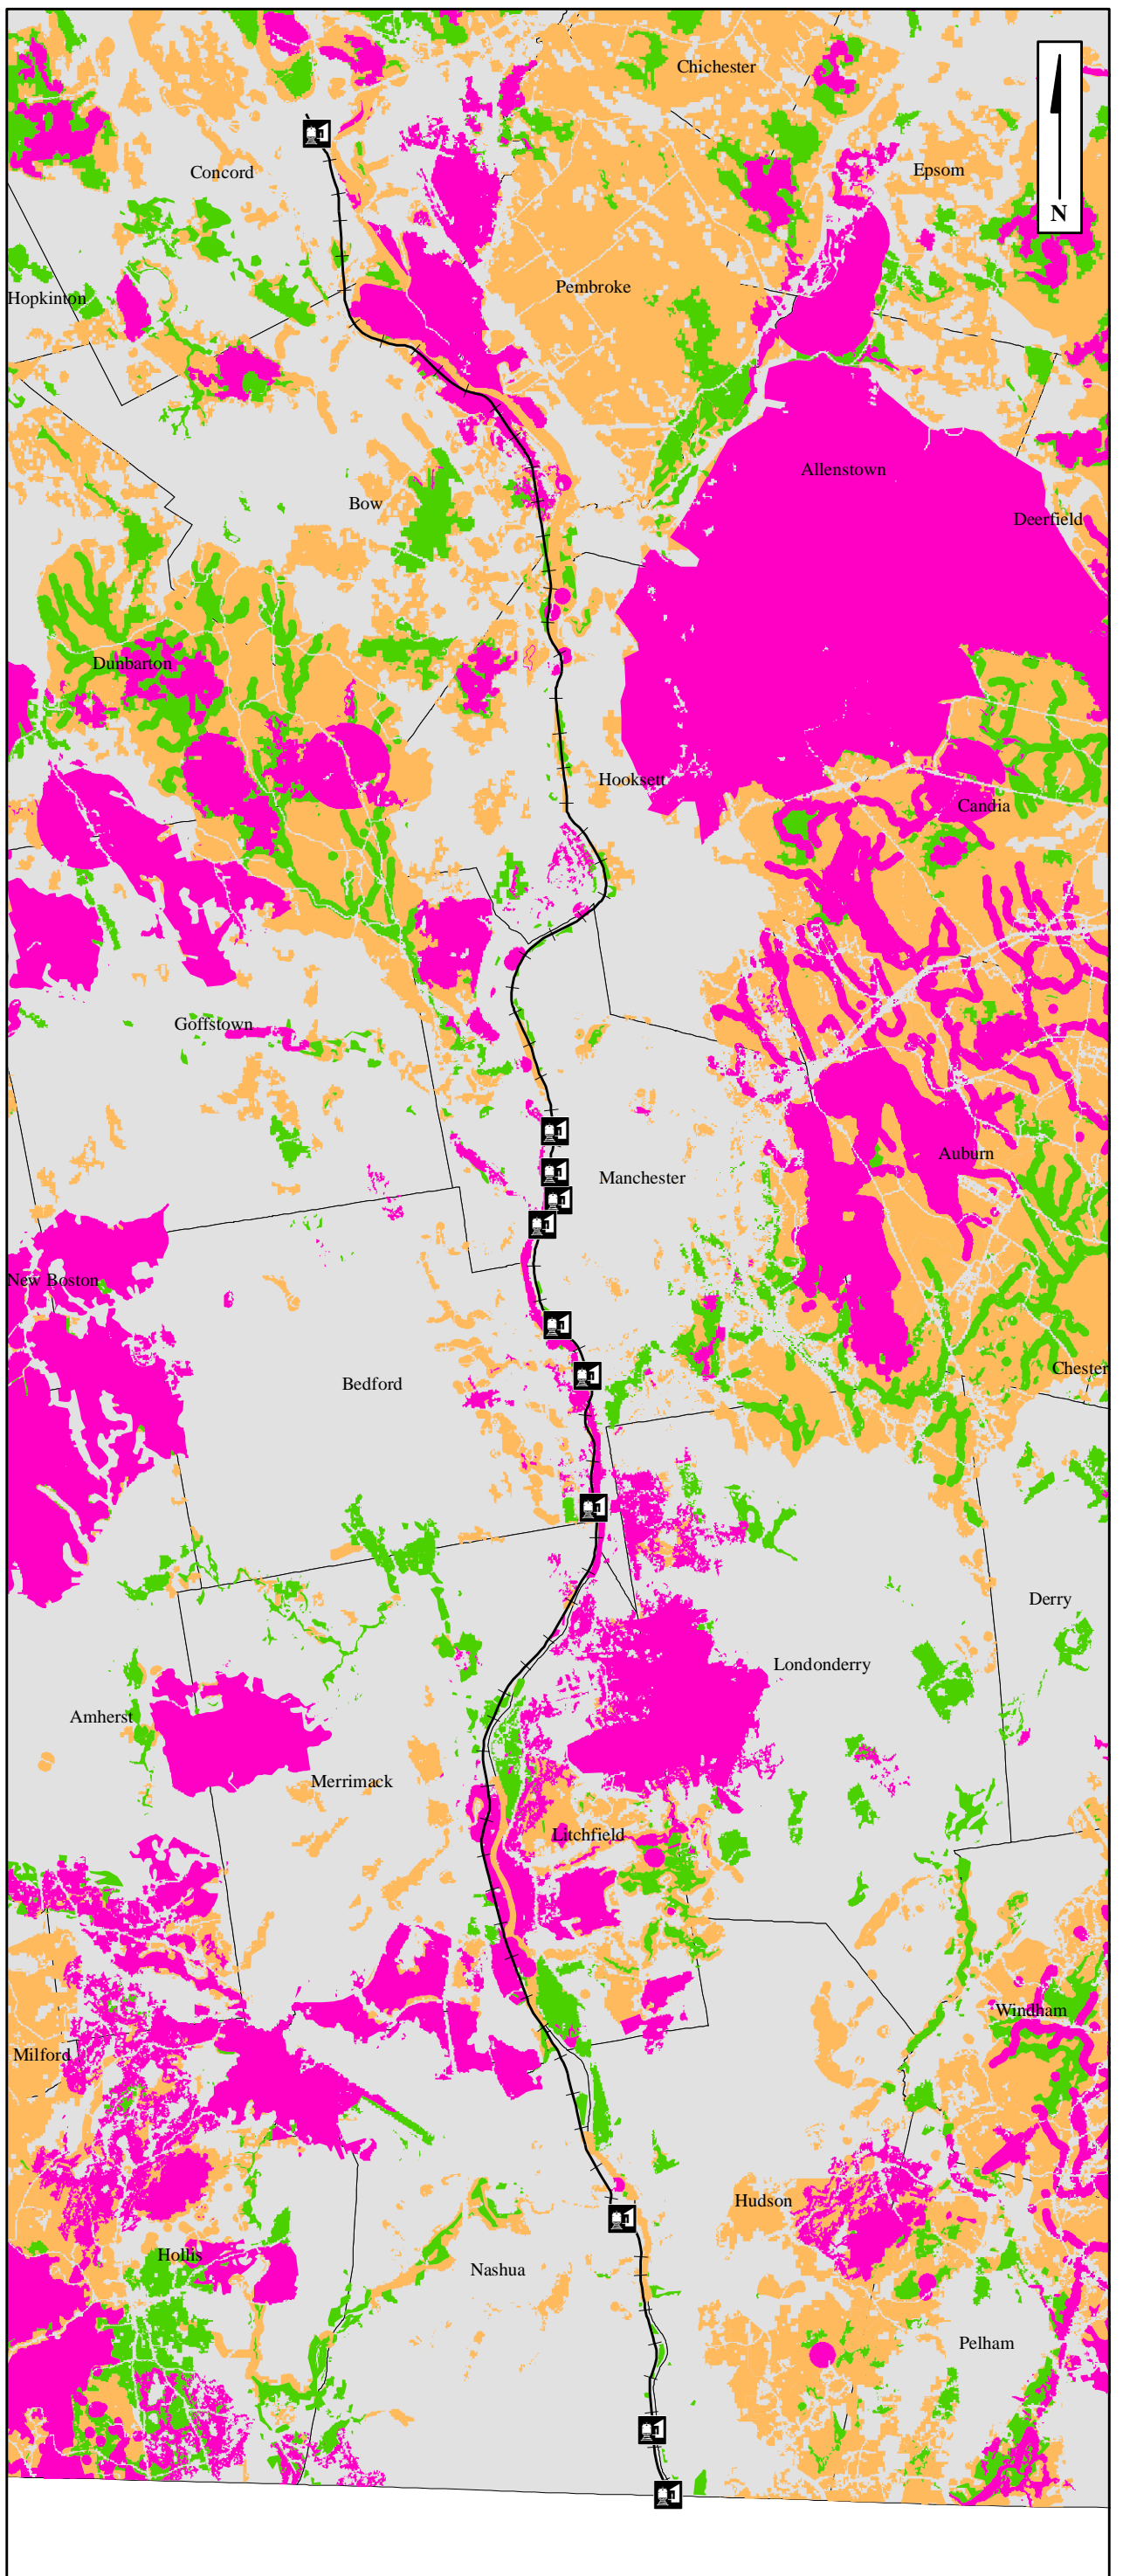 Chichester
Epsom
Concord
N
Pembroke
Hopkinton
Allenstown
Bow
Deerfield
Dunbarton
Hooksett
Candia
Goffstown
Auburn
Manchester
New Boston
Chester
Bedford
Derry
Londonderry
Amherst
Merrimack
Litchfield
Windham
Milford
Hudson
Hollis
Nashua
Pelham